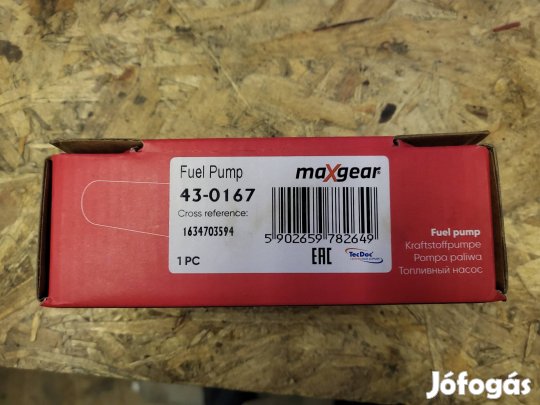 Fuel Pump
maXgear
43-0167
Cross reference:
1634703594
5 902659 782649
1 PC
EAC
TecDoc
Fuel pump
Kraftstoffpumpe
Pompa paliwa
Топливный насос
Jófogás